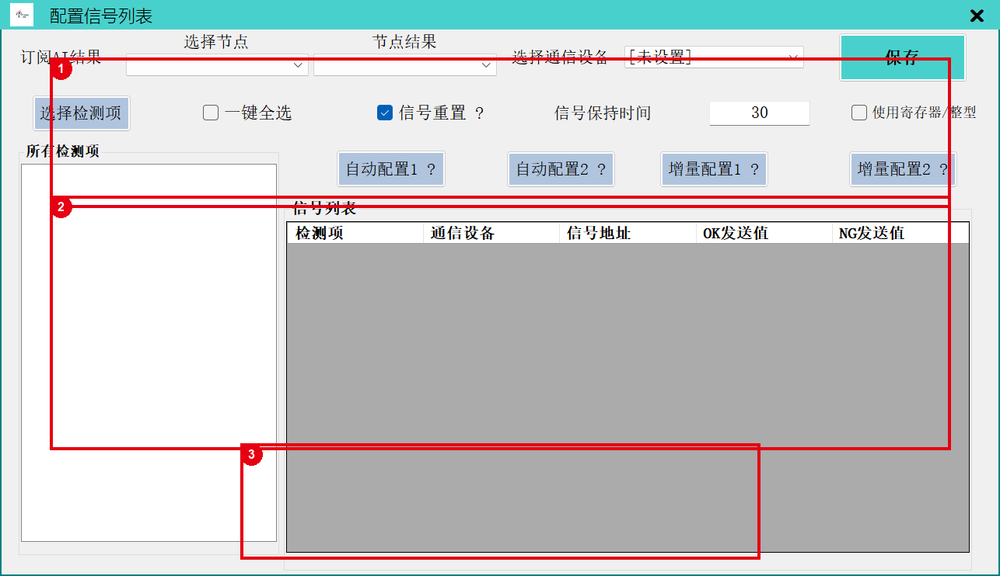 配置信号列表
选择节点
节点结果
订阅AI结果
选择通信设备
[未设置]
保存
1
选择检测项
一键全选
信号重置 ?
信号保持时间
30
使用寄存器/整型
所有检测项
自动配置1 ?
自动配置2 ?
增量配置1 ?
增量配置2 ?
2
信号列表
检测项
通信设备
信号地址
OK发送值
NG发送值
3